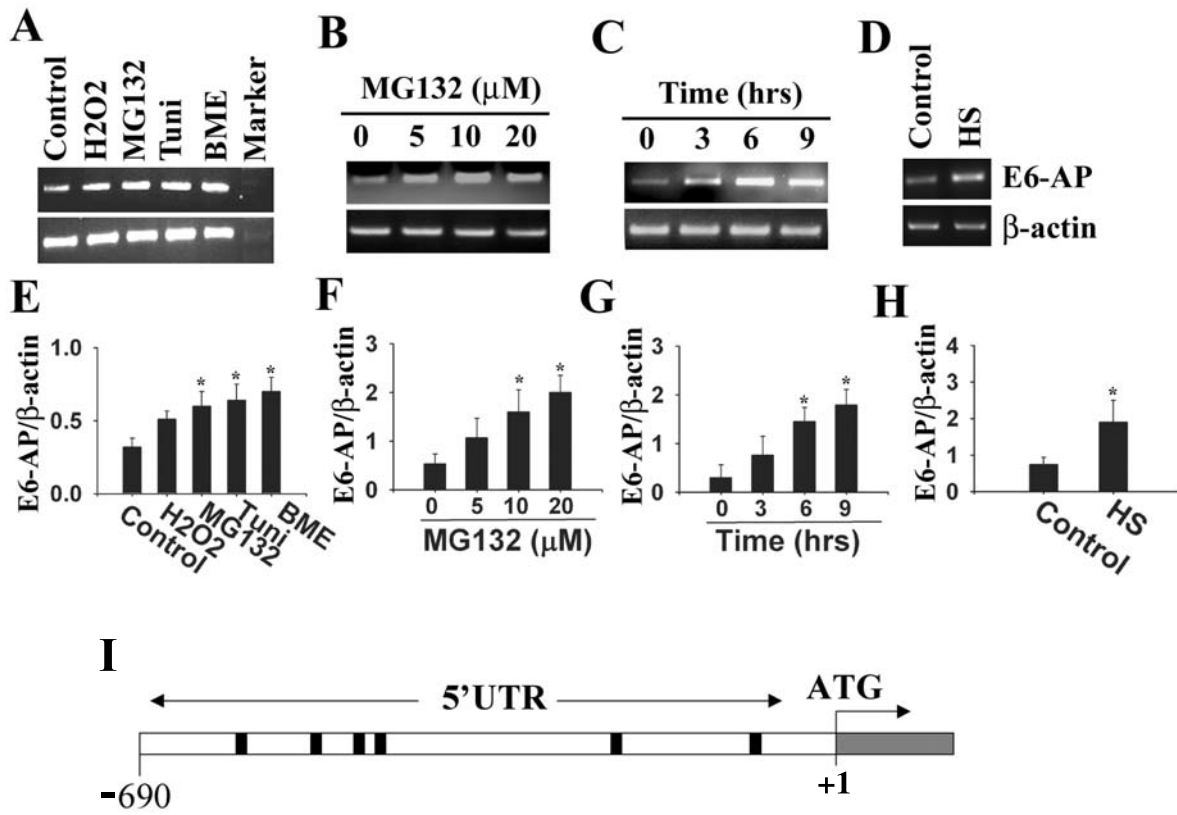 A
Control
H2O2
MG132
Tuni
BME
Marker
B
MG132 (μM)
0 5 10 20
C
Time (hrs)
0 3 6 9
D
Control
HS
E6-AP
β-actin
E
E6-AP/β-actin
1.0
0.5
0.0
Control
H2O2
MG132
Tuni
BME
* * *
F
E6-AP/β-actin
3
2
1
0
* *
0 5 10 20
MG132 (μM)
G
E6-AP/β-actin
3
2
1
0
* *
0 3 6 9
Time (hrs)
H
E6-AP/β-actin
4
3
2
1
0
*
Control
HS
I
5'UTR
ATG
-690
+1